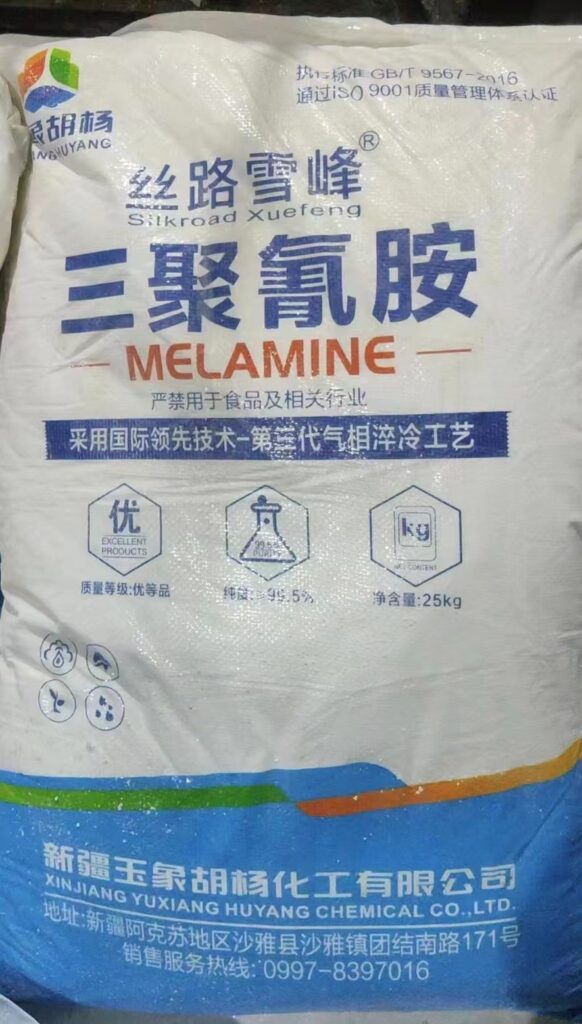 执行标准 GB/T 9567-2016
通过ISO 9001质量管理体系认证
象胡杨
丝路雪峰®
Silkroad Xuefeng
三聚氰胺
MELAMINE
严禁用于食品及相关行业
采用国际领先技术-第三代气相淬冷工艺
优
EXCELLENT
PRODUCTS
质量等级:优等品
99.5%
kg
NET CONTENT
净含量:25kg
新疆玉象胡杨化工有限公司
XINJIANG YUXIANG HUYANG CHEMICAL CO.,LTD.
地址:新疆阿克苏地区沙雅县沙雅镇团结南路171号
销售服务热线: 0997-8397016